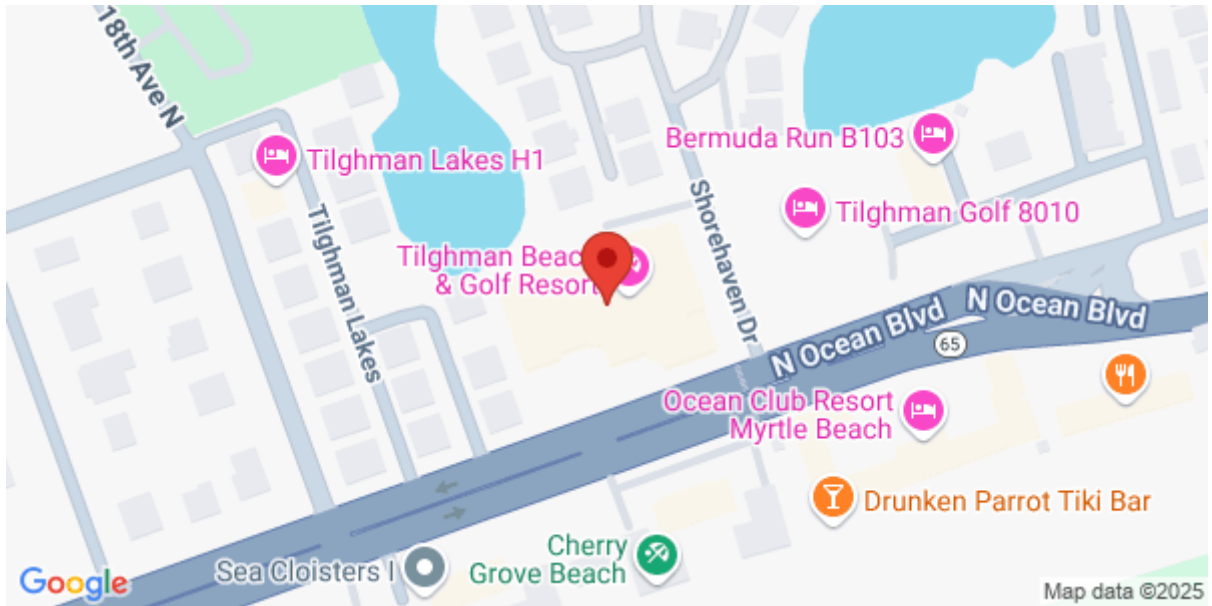 18th Ave N
Tilghman Lakes H1
Tilghman Lakes
Bermuda Run B103
Tilghman Golf 8010
Shorehaven Dr
Tilghman Beac
& Golf Resort
N Ocean Blvd
N Ocean Blvd
65
Ocean Club Resort
Myrtle Beach
Drunken Parrot Tiki Bar
Cherry
Grove Beach
Sea Cloisters I
Google
Map data ©2025